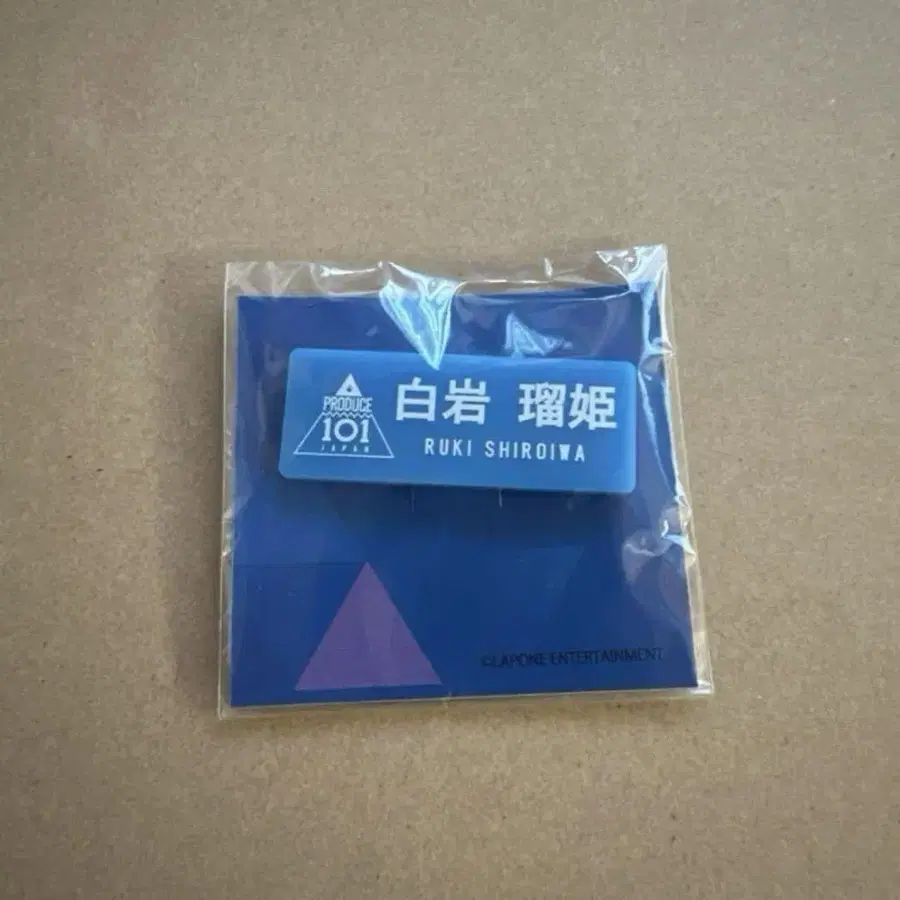 PRODUCE
101
JAPAN
白岩 瑠姫
RUKI SHIROIWA
©LAPONE ENTERTAINMENT